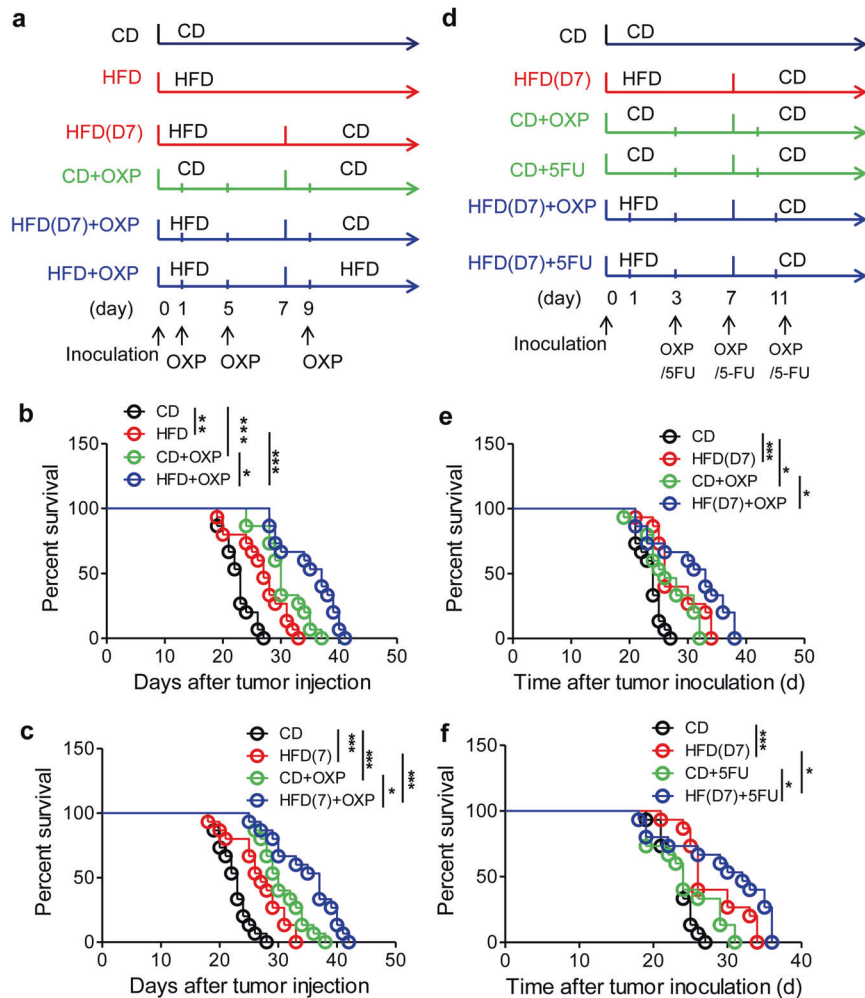 a
CD CD
HFD HFD
HFD(D7) HFD CD
CD+OXP CD CD
HFD(D7)+OXP HFD CD
HFD+OXP HFD HFD
(day) 0 1 5 7 9
Inoculation OXP OXP OXP
d
CD CD
HFD(D7) HFD CD
CD+OXP CD CD
CD+5FU CD CD
HFD(D7)+OXP HFD CD
HFD(D7)+5FU HFD CD
(day) 0 1 3 7 11
Inoculation OXP OXP OXP
/5FU /5-FU /5-FU
b
CD
HFD
CD+OXP
HFD+OXP
** *** * ***
Percent survival
150
100
50
0
0 10 20 30 40 50
Days after tumor injection
e
CD
HFD(D7)
CD+OXP
HF(D7)+OXP
*** * *
Percent survival
150
100
50
0
0 10 20 30 40 50
Time after tumor inoculation (d)
c
CD
HFD(7)
CD+OXP
HFD(7)+OXP
*** *** * ***
Percent survival
150
100
50
0
0 10 20 30 40 50
Days after tumor injection
f
CD
HFD(D7)
CD+5FU
HF(D7)+5FU
*** * *
Percent survival
150
100
50
0
0 10 20 30 40
Time after tumor inoculation (d)